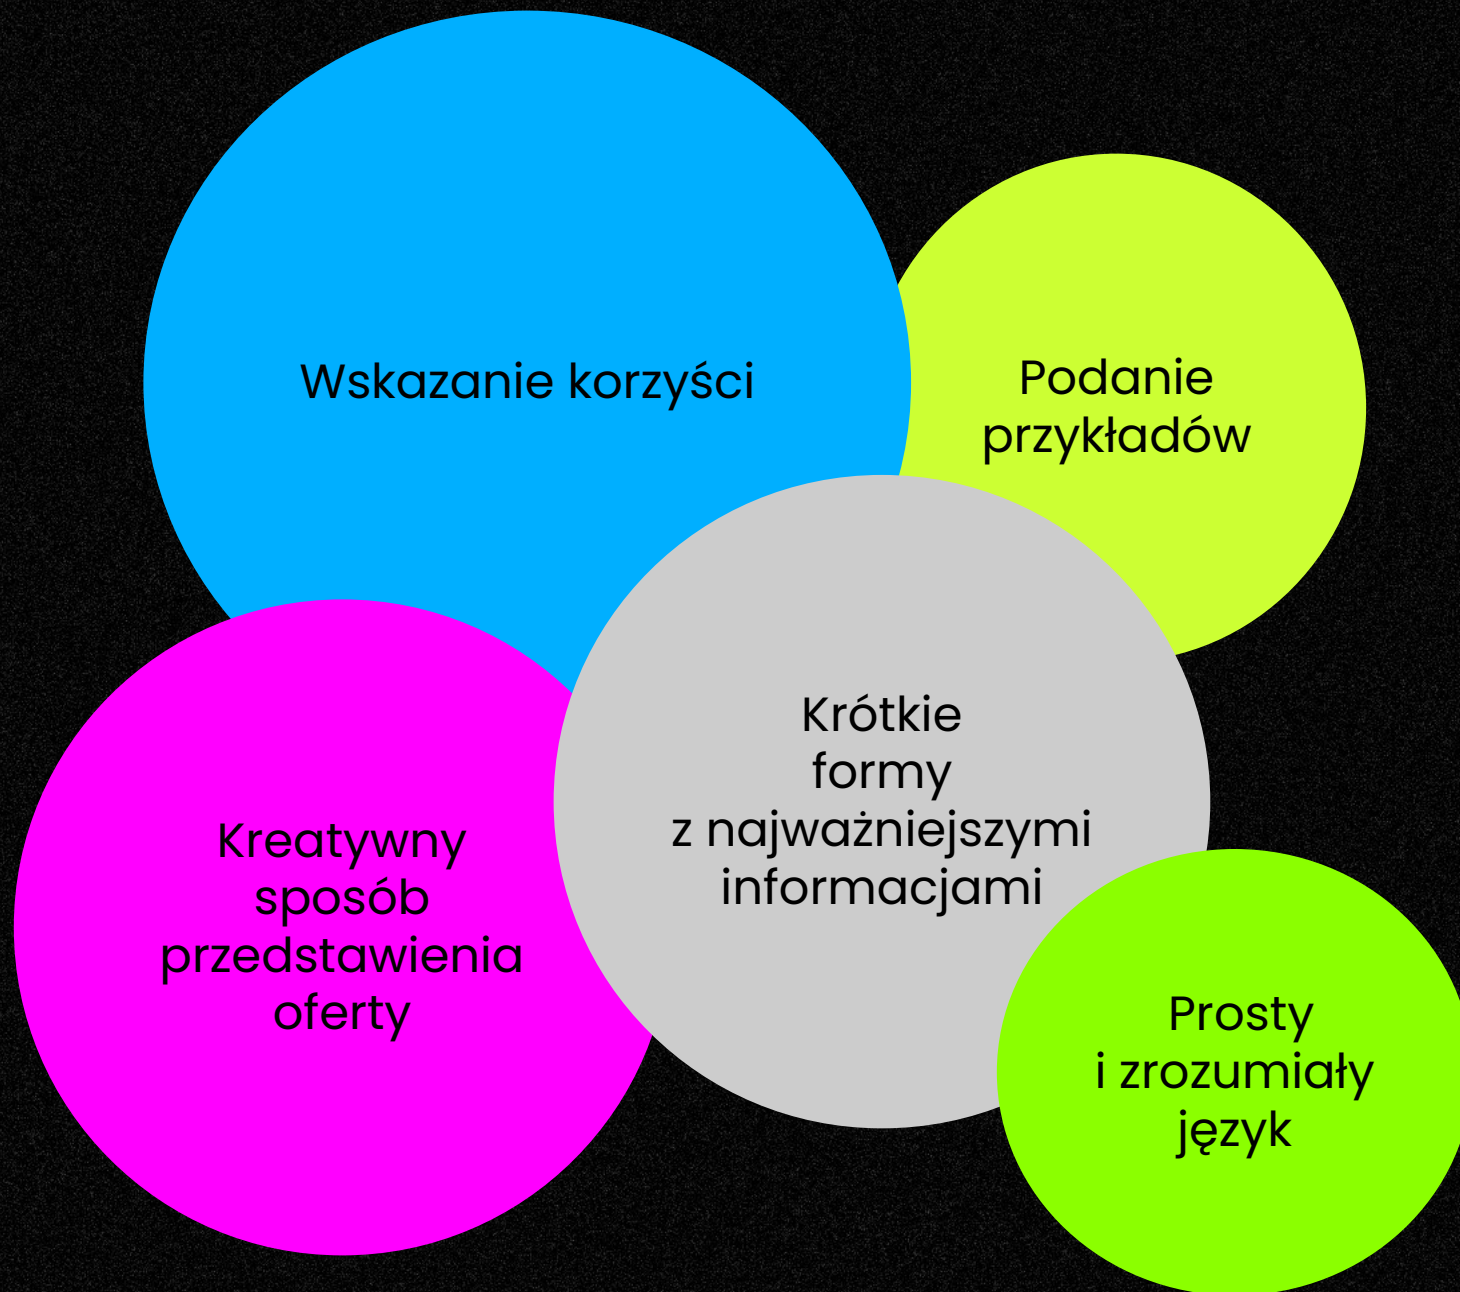 Wskazanie korzyści
Podanie
przykładów
Krótkie
formy
z najważniejszymi
informacjami
Kreatywny
sposób
przedstawienia
oferty
Prosty
i zrozumiały
język